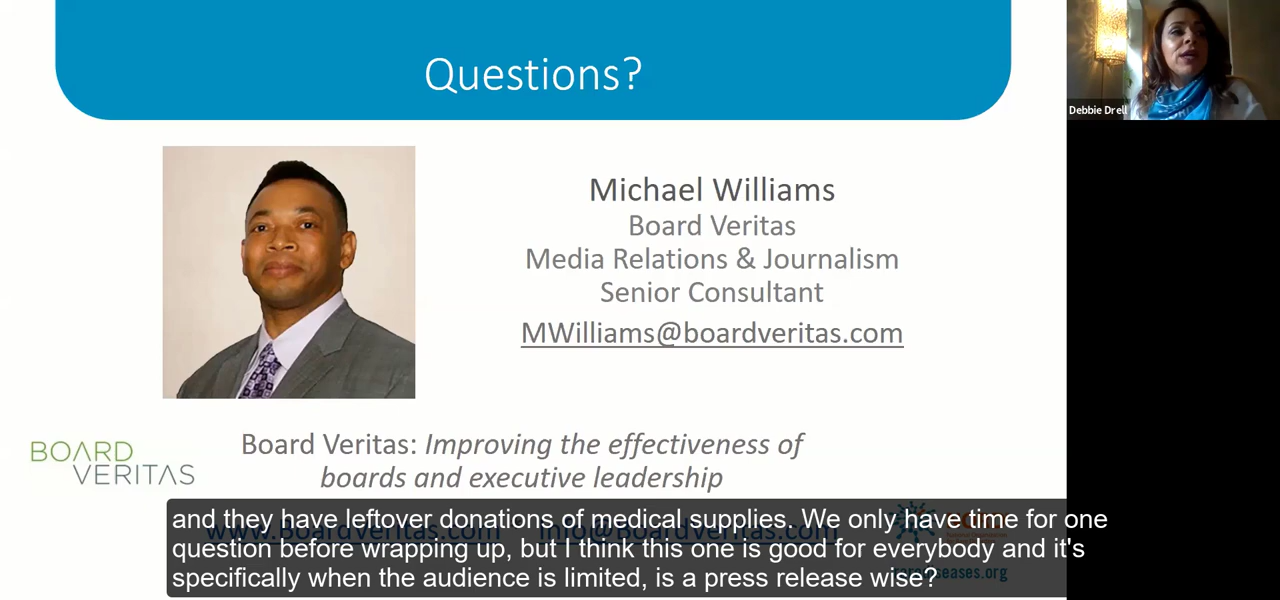 Questions?
Debbie Drell
Michael Williams
Board Veritas
Media Relations & Journalism
Senior Consultant
MWilliams@boardveritas.com
BOARD
VERITAS
Board Veritas: Improving the effectiveness of
boards and executive leadership
www.Boardveritas.com info@Boardveritas.com
and they have leftover donations of medical supplies. We only have time for one
question before wrapping up, but I think this one is good for everybody and it's
specifically when the audience is limited, is a press release wise?
rarediseases.org